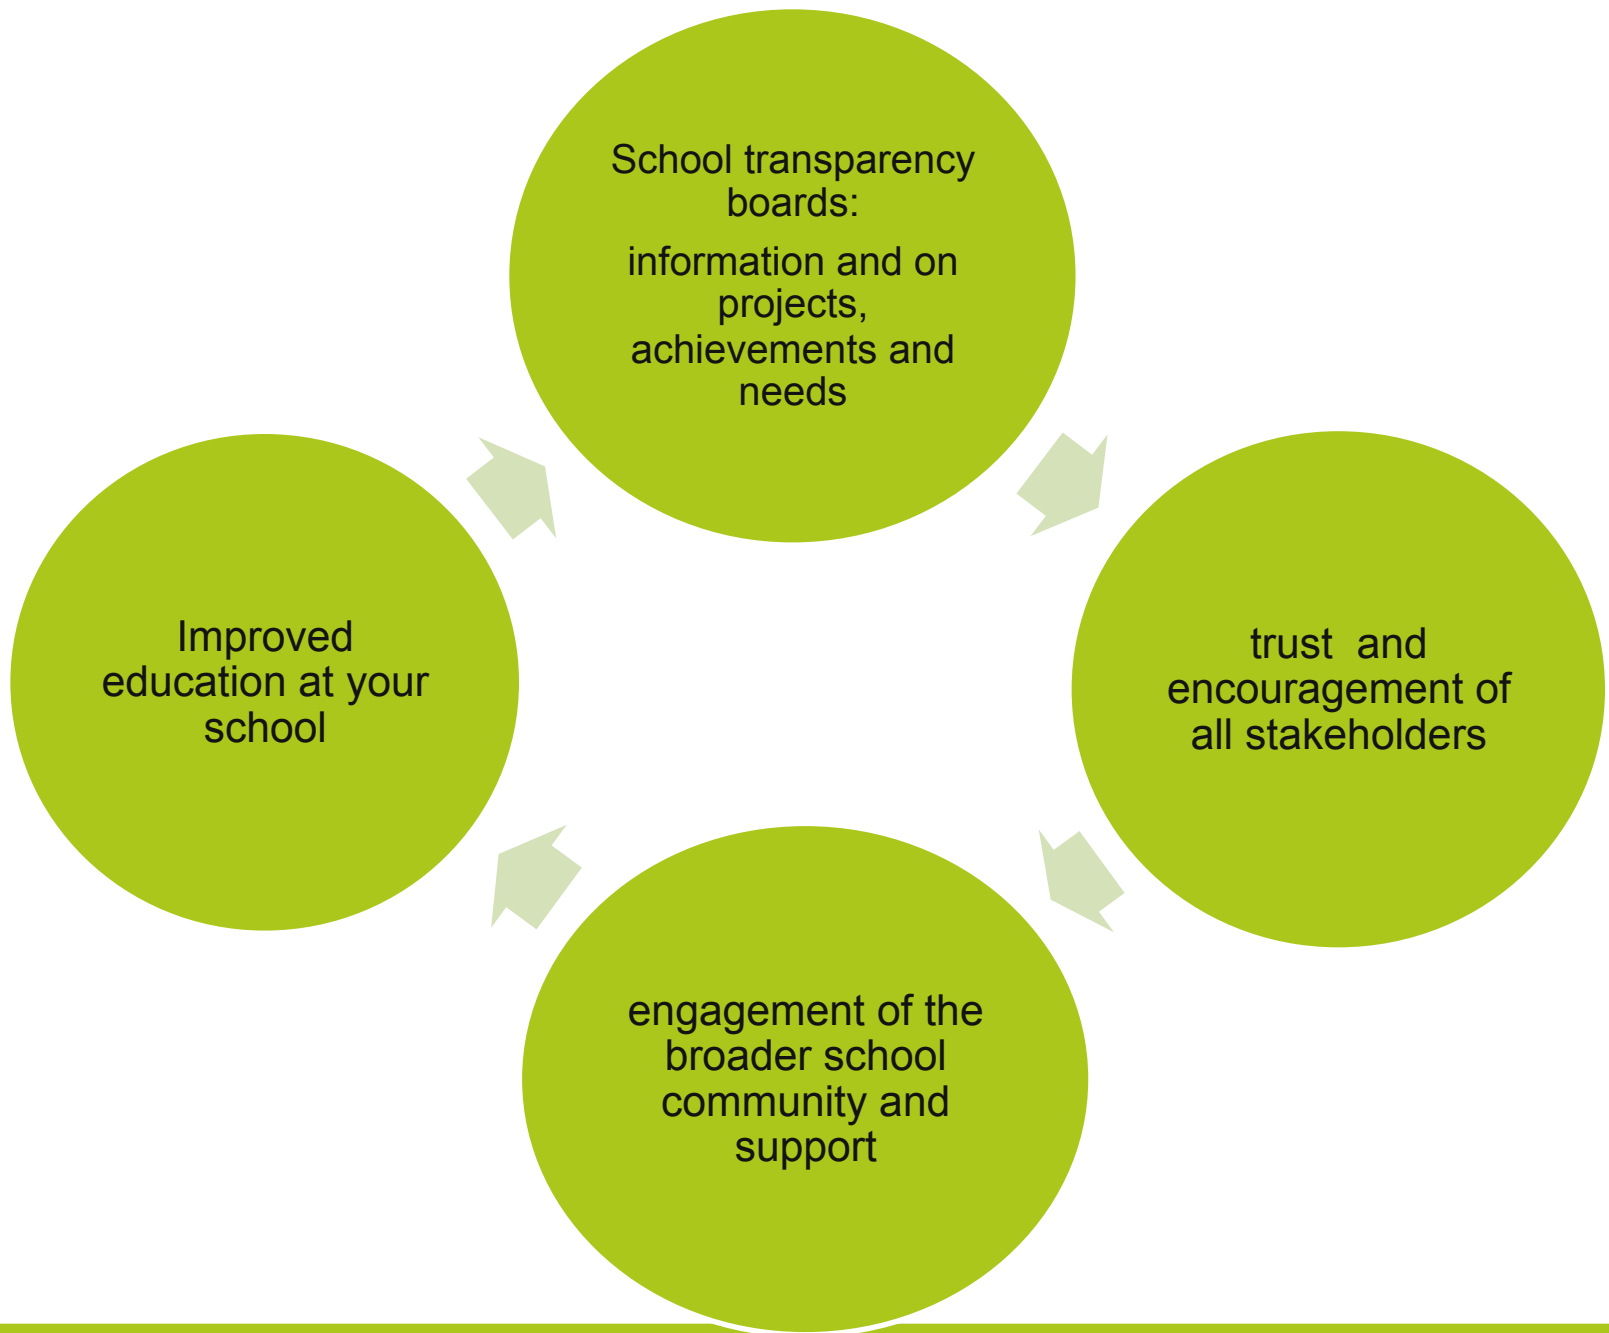 School transparency
boards:
information and on
projects,
achievements and
needs
trust  and
encouragement of
all stakeholders
engagement of the
broader school
community and
support
Improved
education at your
school